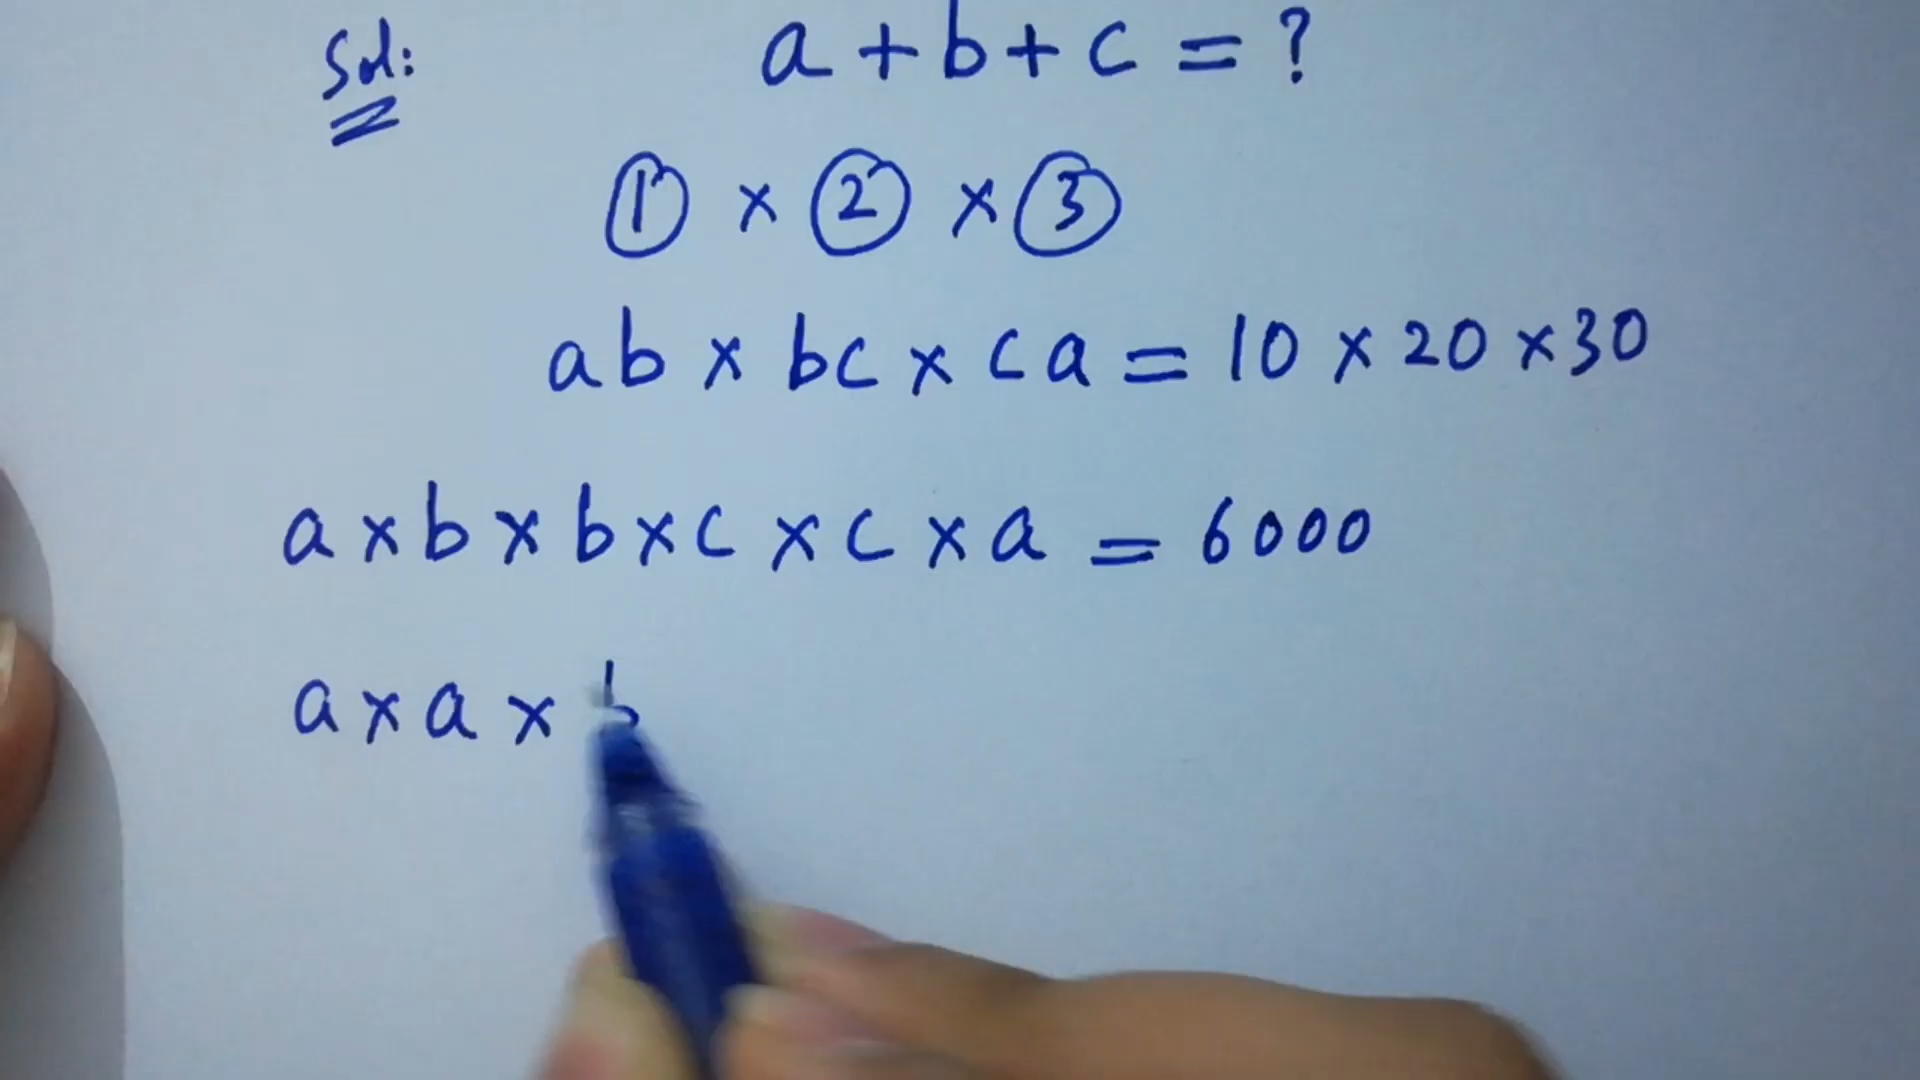 Sol:
a + b + c = ?
① × ② × ③
ab × bc × ca = 10 × 20 × 30
a × b × b × c × c × a = 6000
a × a × b